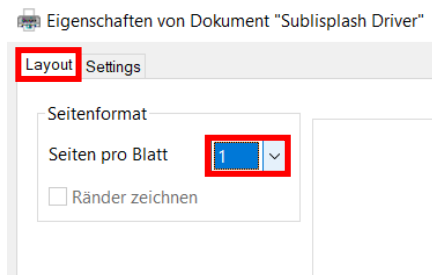 Eigenschaften von Dokument "Sublisplash Driver"
Layout Settings
Seitenformat
Seiten pro Blatt 1
Ränder zeichnen